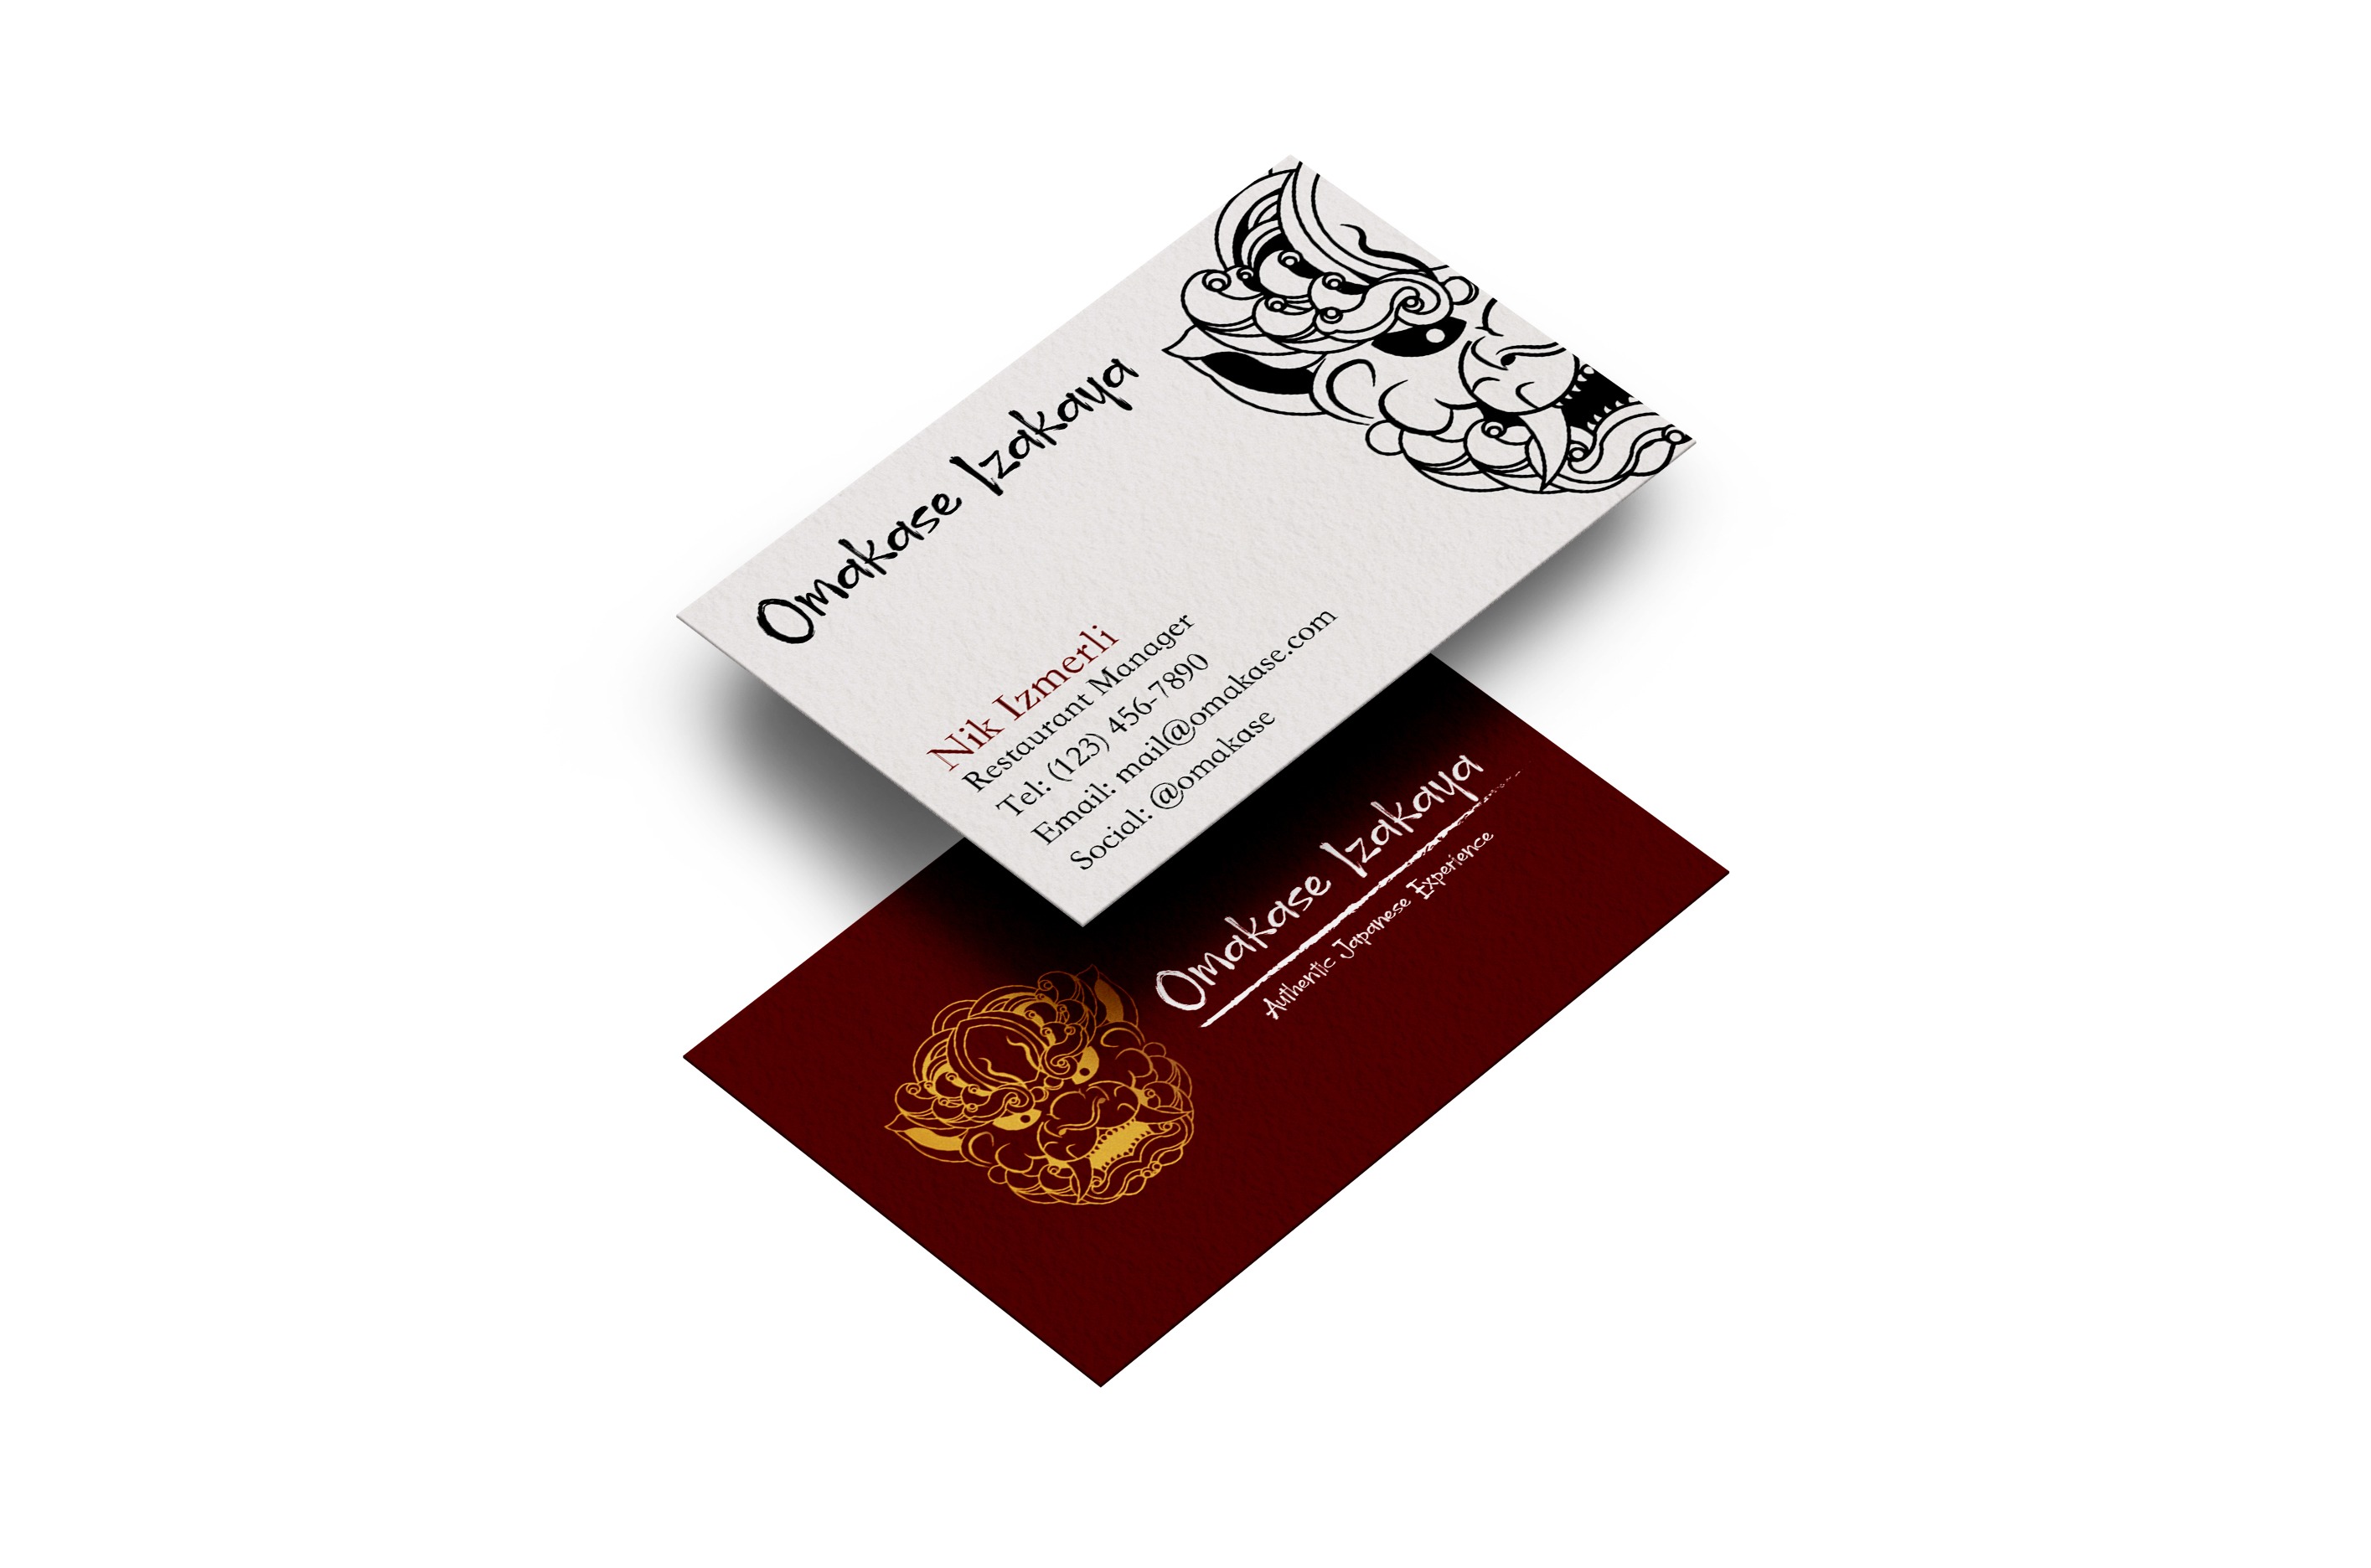 Omakase Izakaya
Nik Izmerli
Restaurant Manager
Tel: (123) 456-7890
Email: mail@omakase.com
Social: @omakase
Omakase Izakaya
Authentic Japanese Experience